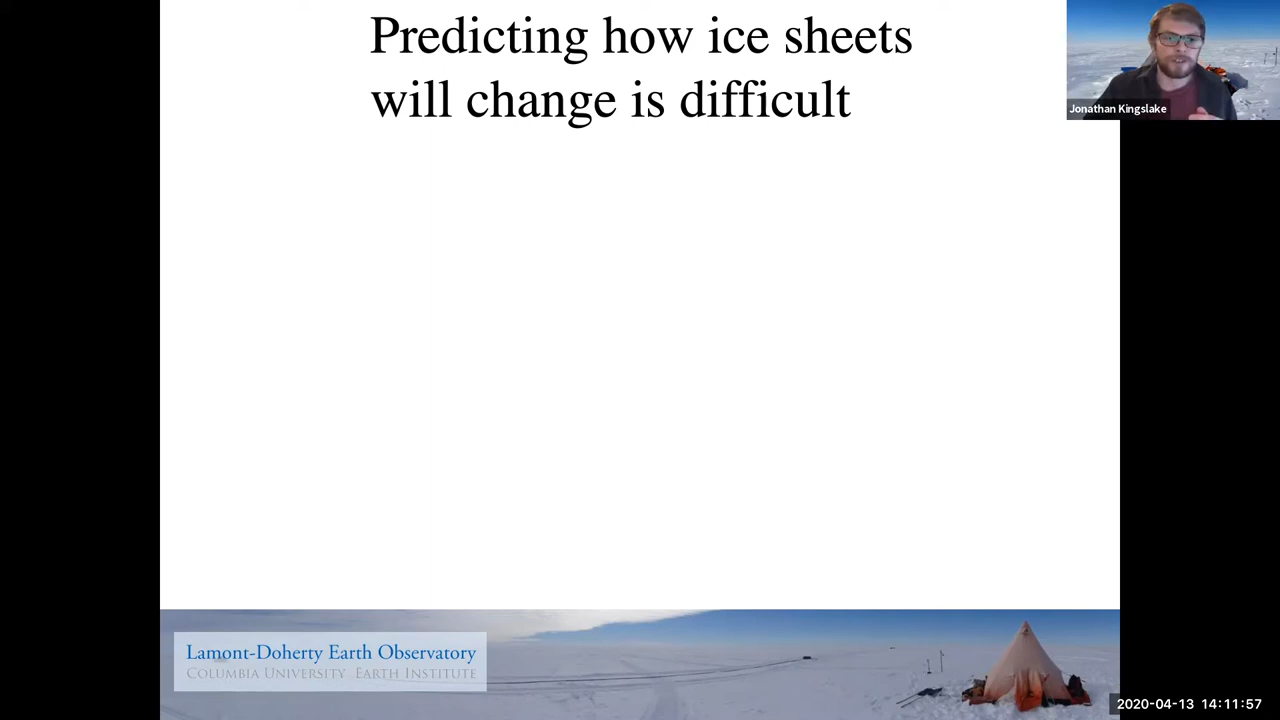 Predicting how ice sheets
will change is difficult
Jonathan Kingslake
Lamont-Doherty Earth Observatory
Columbia University Earth Institute
2020-04-13 14:11:57